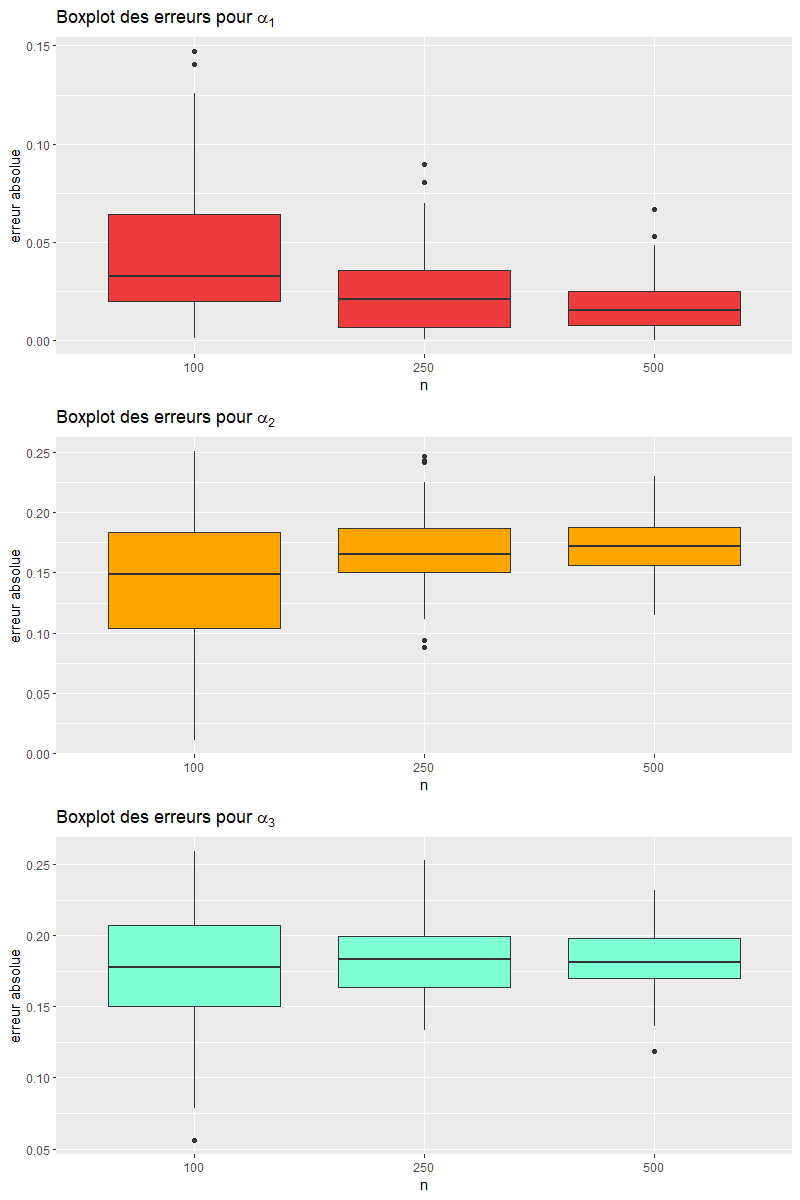 Boxplot des erreurs pour α₁
erreur absolue
0.15
0.10
0.05
0.00
100 250 500
n
Boxplot des erreurs pour α₂
erreur absolue
0.25
0.20
0.15
0.10
0.05
0.00
100 250 500
n
Boxplot des erreurs pour α₃
erreur absolue
0.25
0.20
0.15
0.10
0.05
100 250 500
n